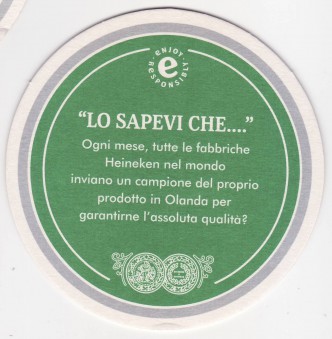 ENJOY RESPONSIBLY
e
“LO SAPEVI CHE....”
Ogni mese, tutte le fabbriche
Heineken nel mondo
inviano un campione del proprio
prodotto in Olanda per
garantirne l'assoluta qualità?